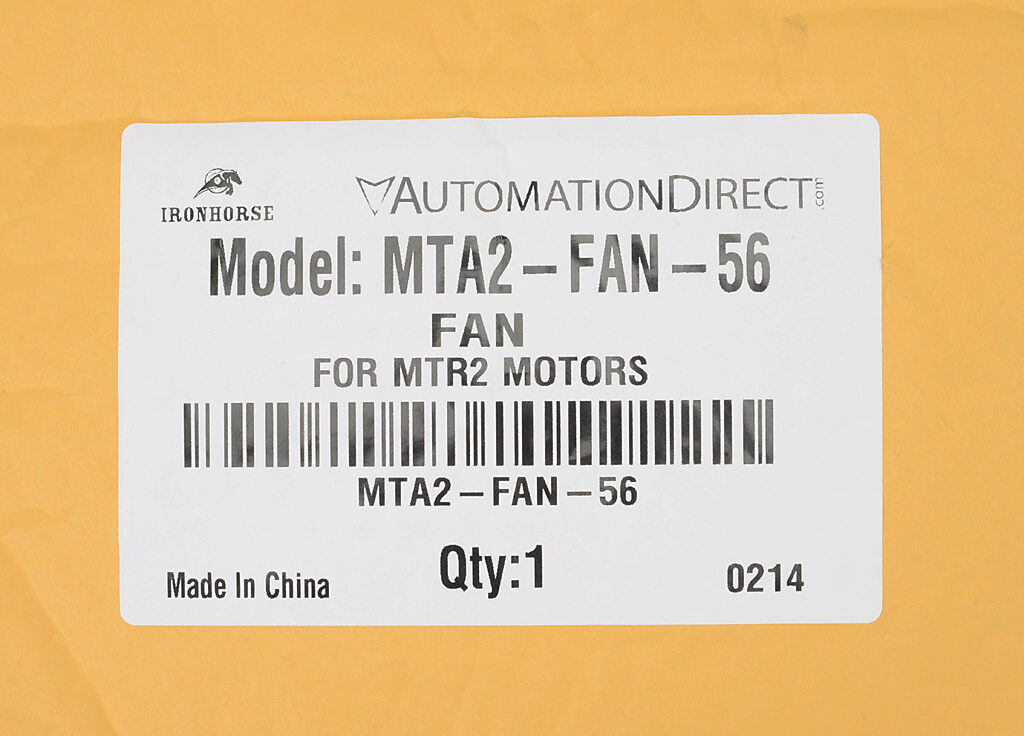 IRONHORSE
AUTOMATIONDIRECT.com
Model: MTA2-FAN-56
FAN
FOR MTR2 MOTORS
MTA2-FAN-56
Qty:1
Made In China
0214